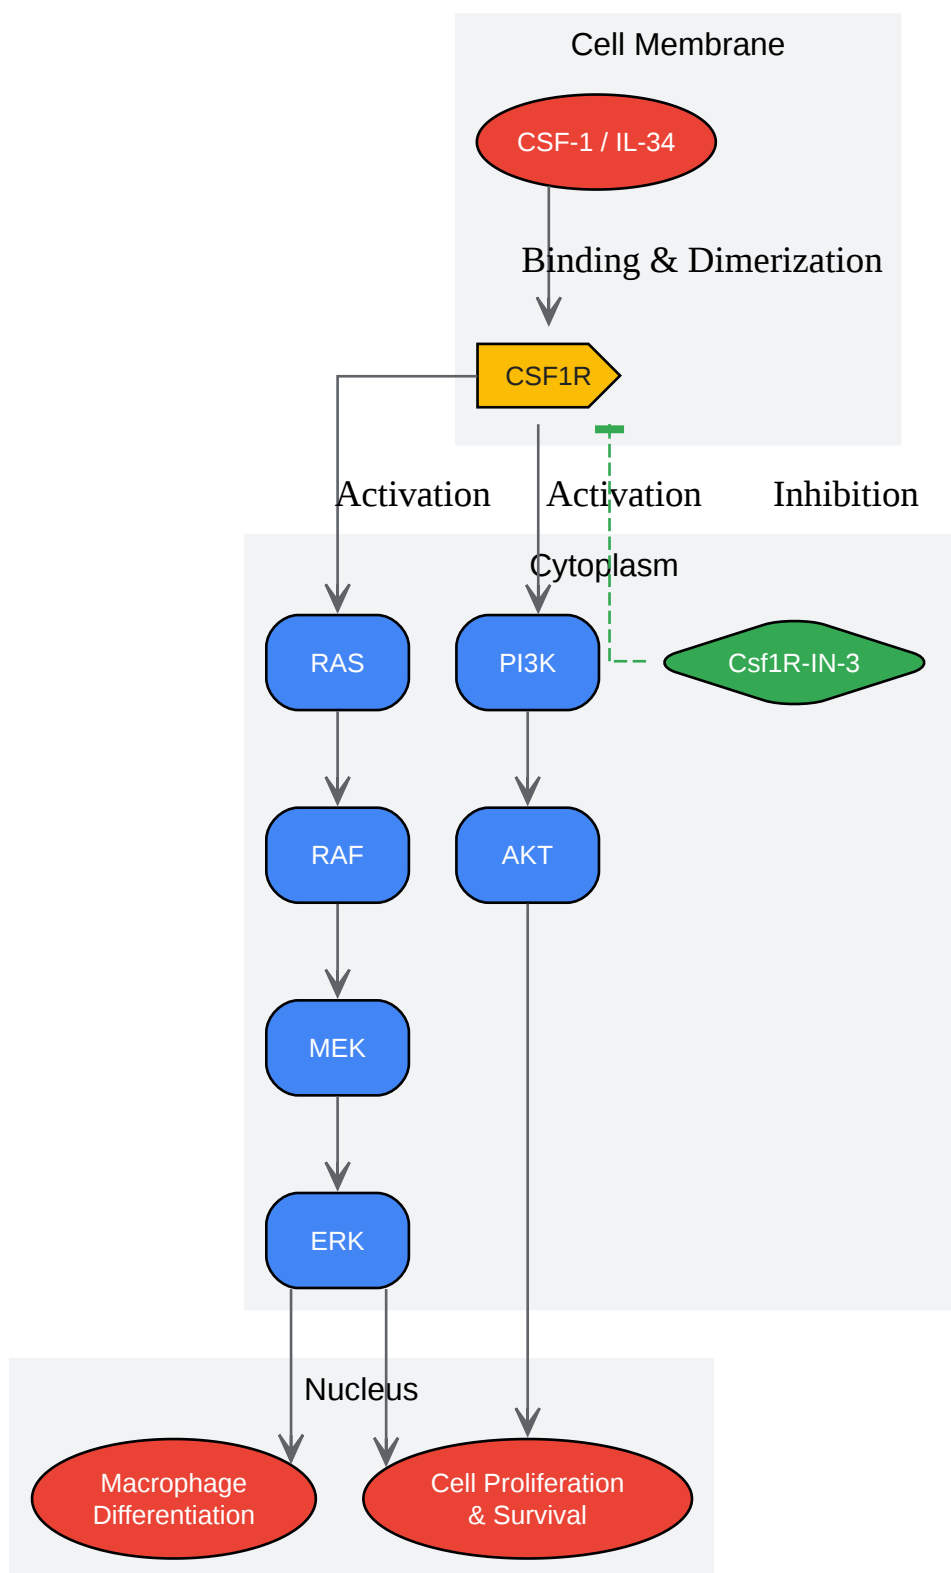 Cell Membrane
CSF-1 / IL-34
Binding & Dimerization
CSF1R
Activation
Activation
Inhibition
Cytoplasm
RAS
PI3K
Csf1R-IN-3
RAF
AKT
MEK
ERK
Nucleus
Macrophage
Differentiation
Cell Proliferation
& Survival